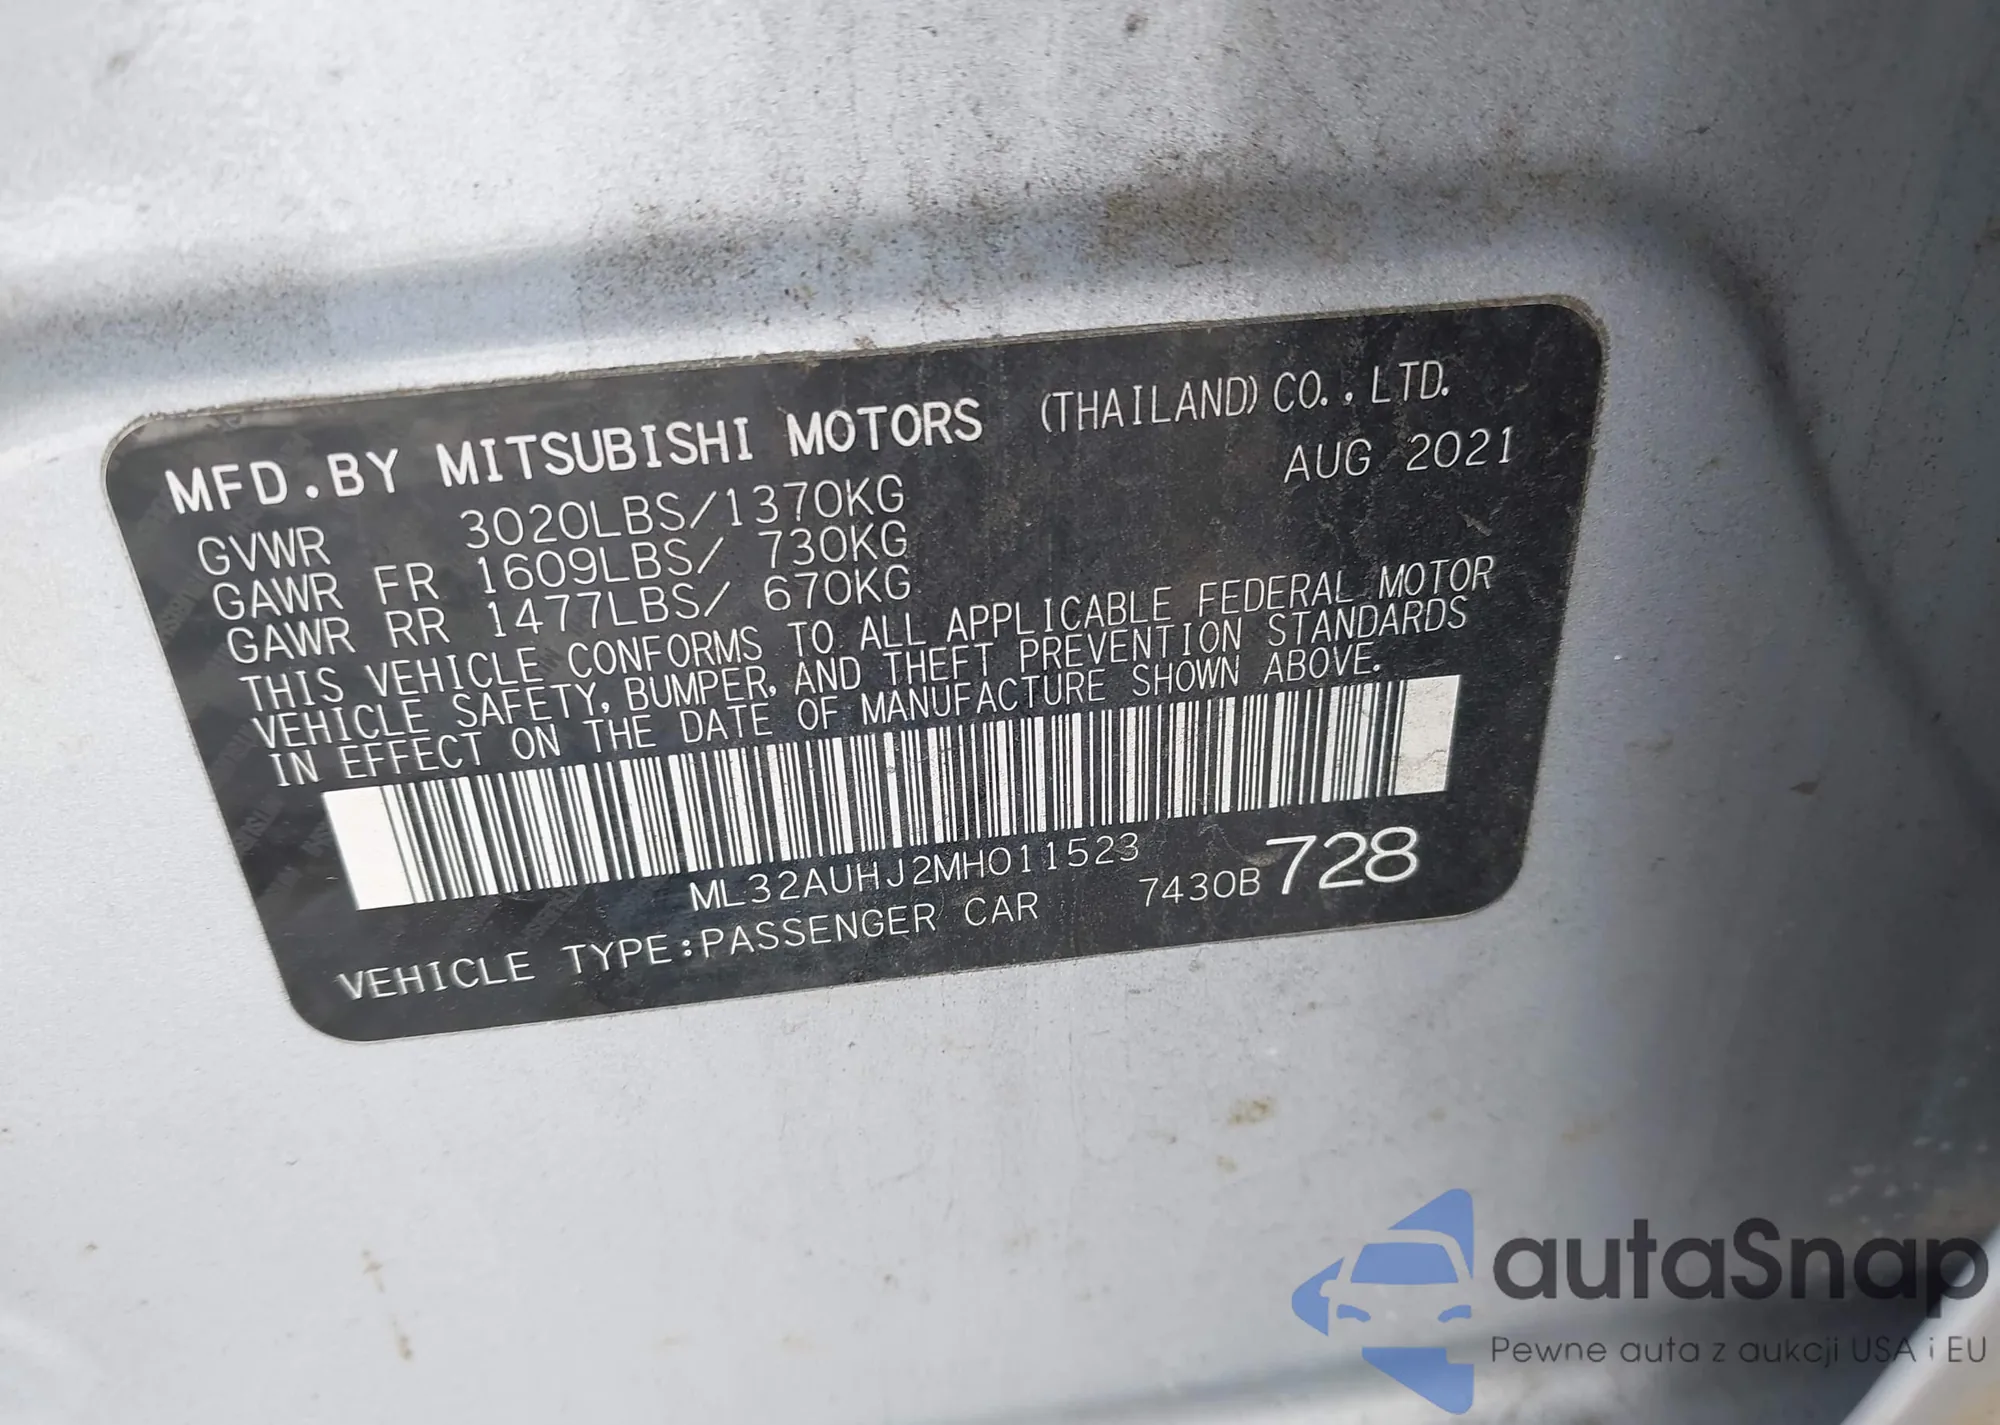 MFD.BY MITSUBISHI MOTORS (THAILAND) CO.,LTD.
AUG 2021
GVWR 3020LBS/1370KG
GAWR FR 1609LBS/ 730KG
GAWR RR 1477LBS/ 670KG
THIS VEHICLE CONFORMS TO ALL APPLICABLE FEDERAL MOTOR
VEHICLE SAFETY, BUMPER, AND THEFT PREVENTION STANDARDS
IN EFFECT ON THE DATE OF MANUFACTURE SHOWN ABOVE.
ML32AUHJ2MH011523
VEHICLE TYPE:PASSENGER CAR 7430B 728
autaSnap
Pewne auta z aukcji USA i EU